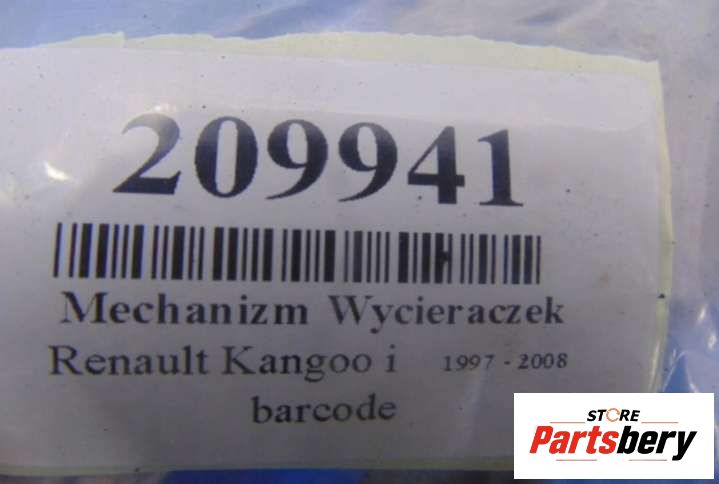 209941
Mechanizm Wycieraczek
Renault Kangoo i 1997 - 2008
barcode
STORE
Partsbery